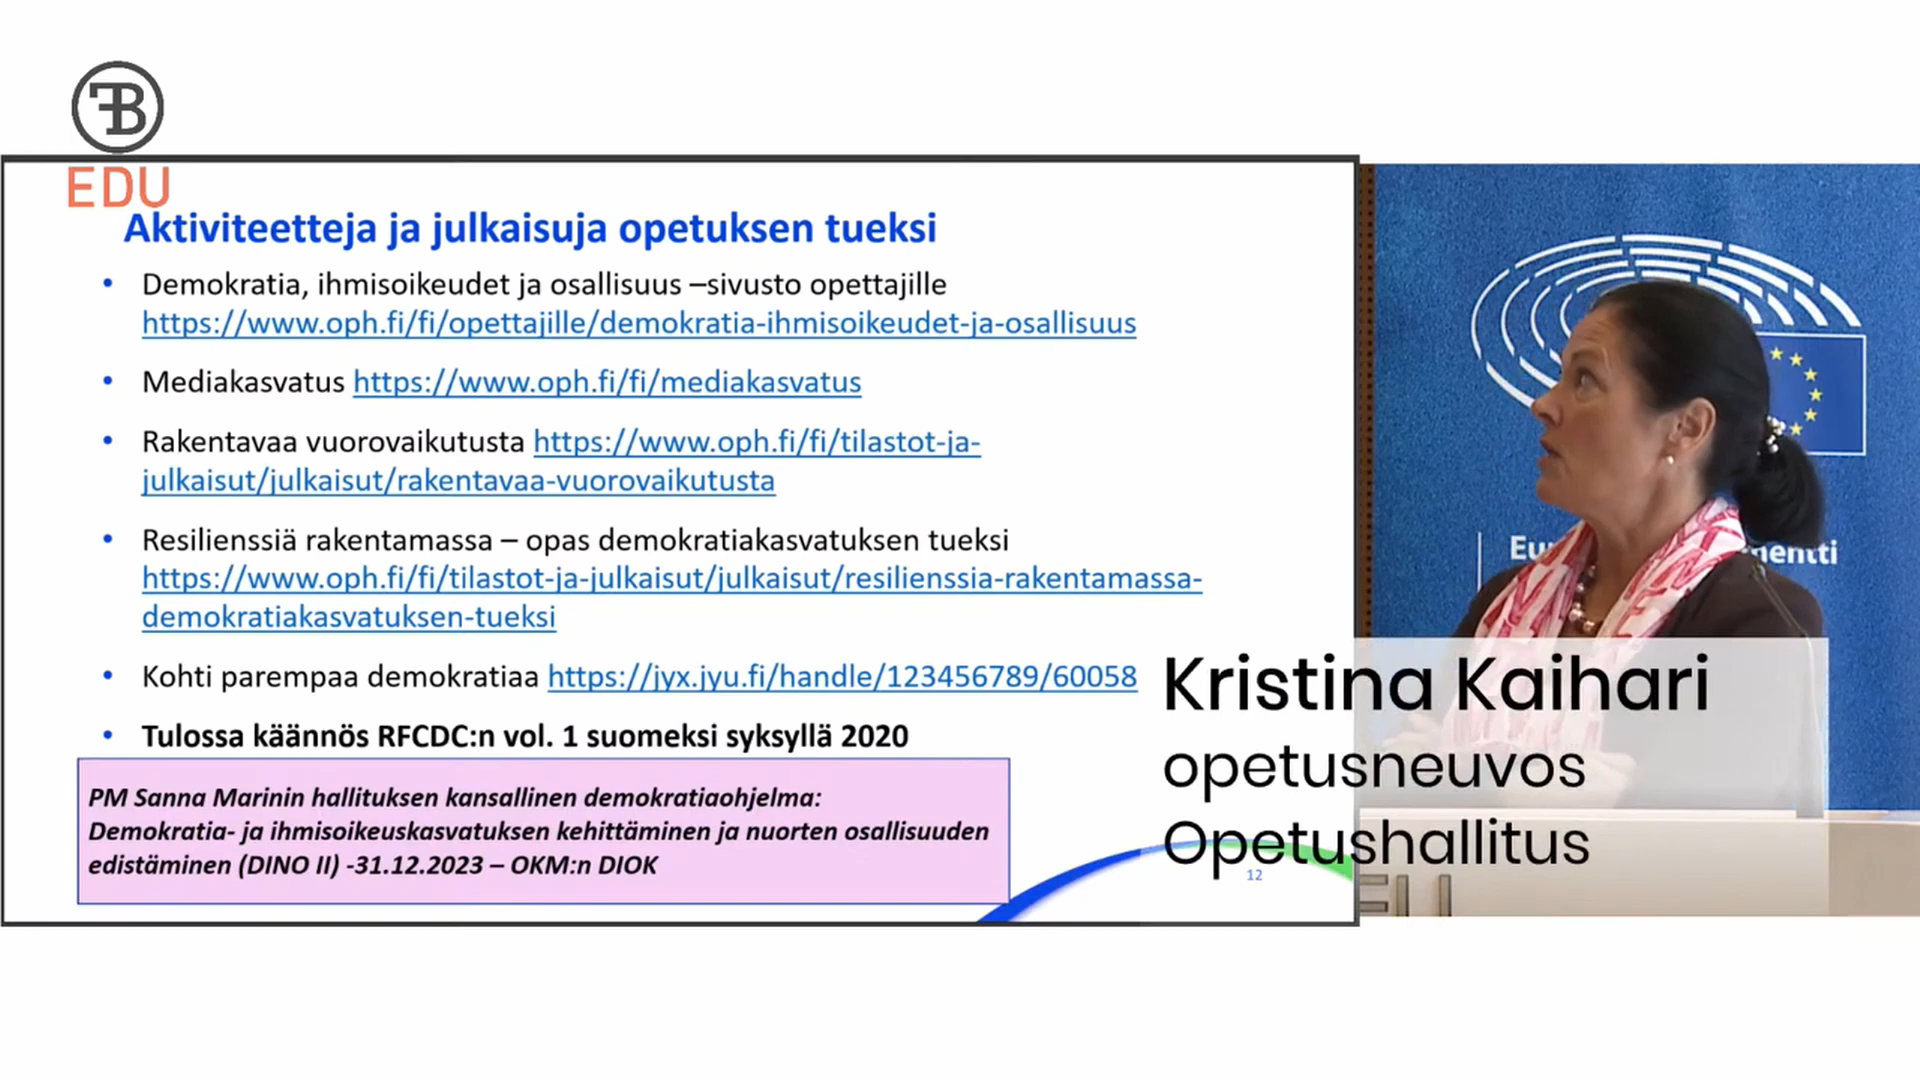 FB
EDU
Aktiviteetteja ja julkaisuja opetuksen tueksi
• Demokratia, ihmisoikeudet ja osallisuus –sivusto opettajille
https://www.oph.fi/fi/opettajille/demokratia-ihmisoikeudet-ja-osallisuus
• Mediakasvatus https://www.oph.fi/fi/mediakasvatus
• Rakentavaa vuorovaikutusta https://www.oph.fi/fi/tilastot-ja-
julkaisut/julkaisut/rakentavaa-vuorovaikutusta
• Resilienssiä rakentamassa – opas demokratiakasvatuksen tueksi
https://www.oph.fi/fi/tilastot-ja-julkaisut/julkaisut/resilienssia-rakentamassa-
demokratiakasvatuksen-tueksi
• Kohti parempaa demokratiaa https://jyx.jyu.fi/handle/123456789/60058
• Tulossa käännös RFCDC:n vol. 1 suomeksi syksyllä 2020
PM Sanna Marinin hallituksen kansallinen demokratiaohjelma:
Demokratia- ja ihmisoikeuskasvatuksen kehittäminen ja nuorten osallisuuden
edistäminen (DINO II) -31.12.2023 – OKM:n DIOK
12
Kristina Kaihari
opetusneuvos
Opetushallitus